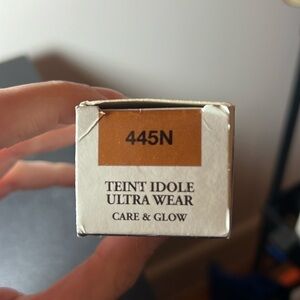 445N
TEINT IDOLE
ULTRA WEAR
CARE & GLOW